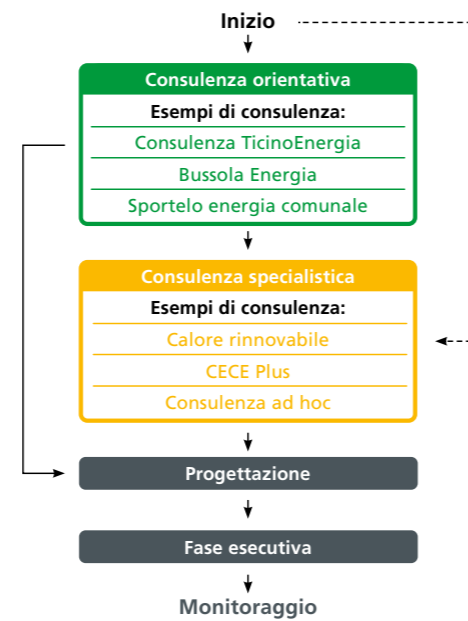 Inizio
Consulenza orientativa
Esempi di consulenza:
Consulenza TicinoEnergia
Bussola Energia
Sportelo energia comunale
Consulenza specialistica
Esempi di consulenza:
Calore rinnovabile
CECE Plus
Consulenza ad hoc
Progettazione
Fase esecutiva
Monitoraggio